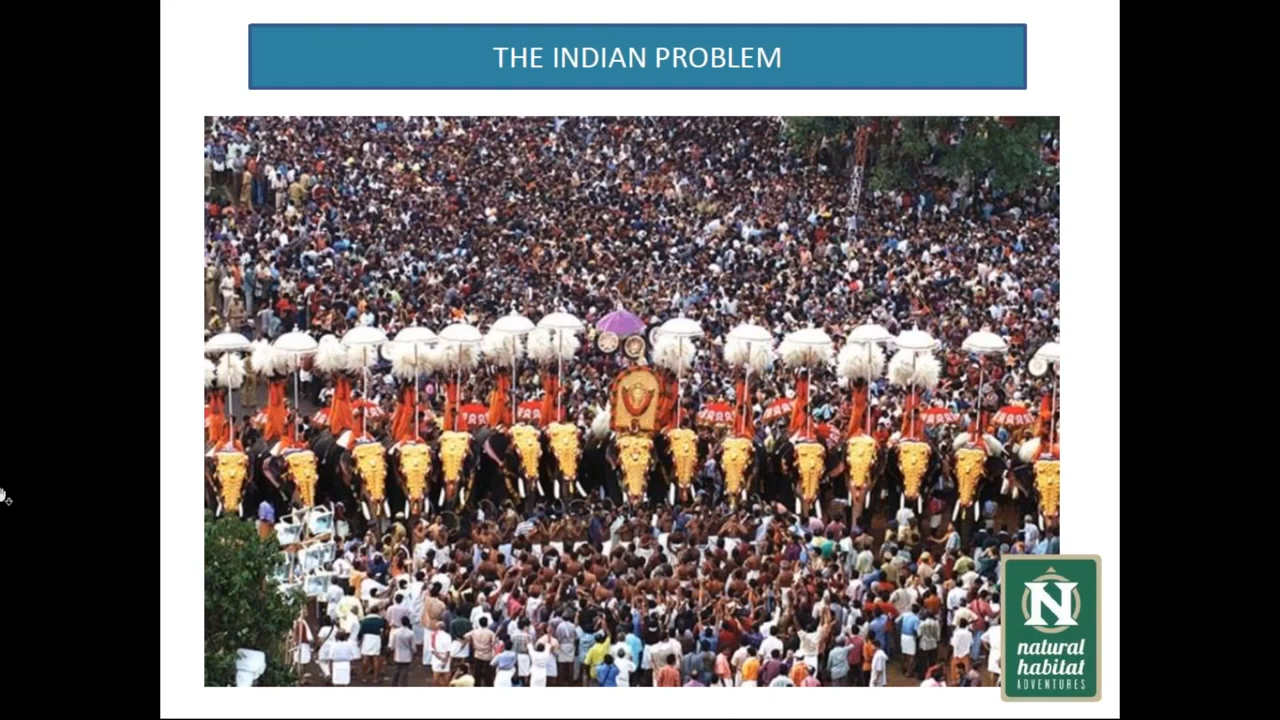 THE INDIAN PROBLEM
N
natural
habitat
ADVENTURES